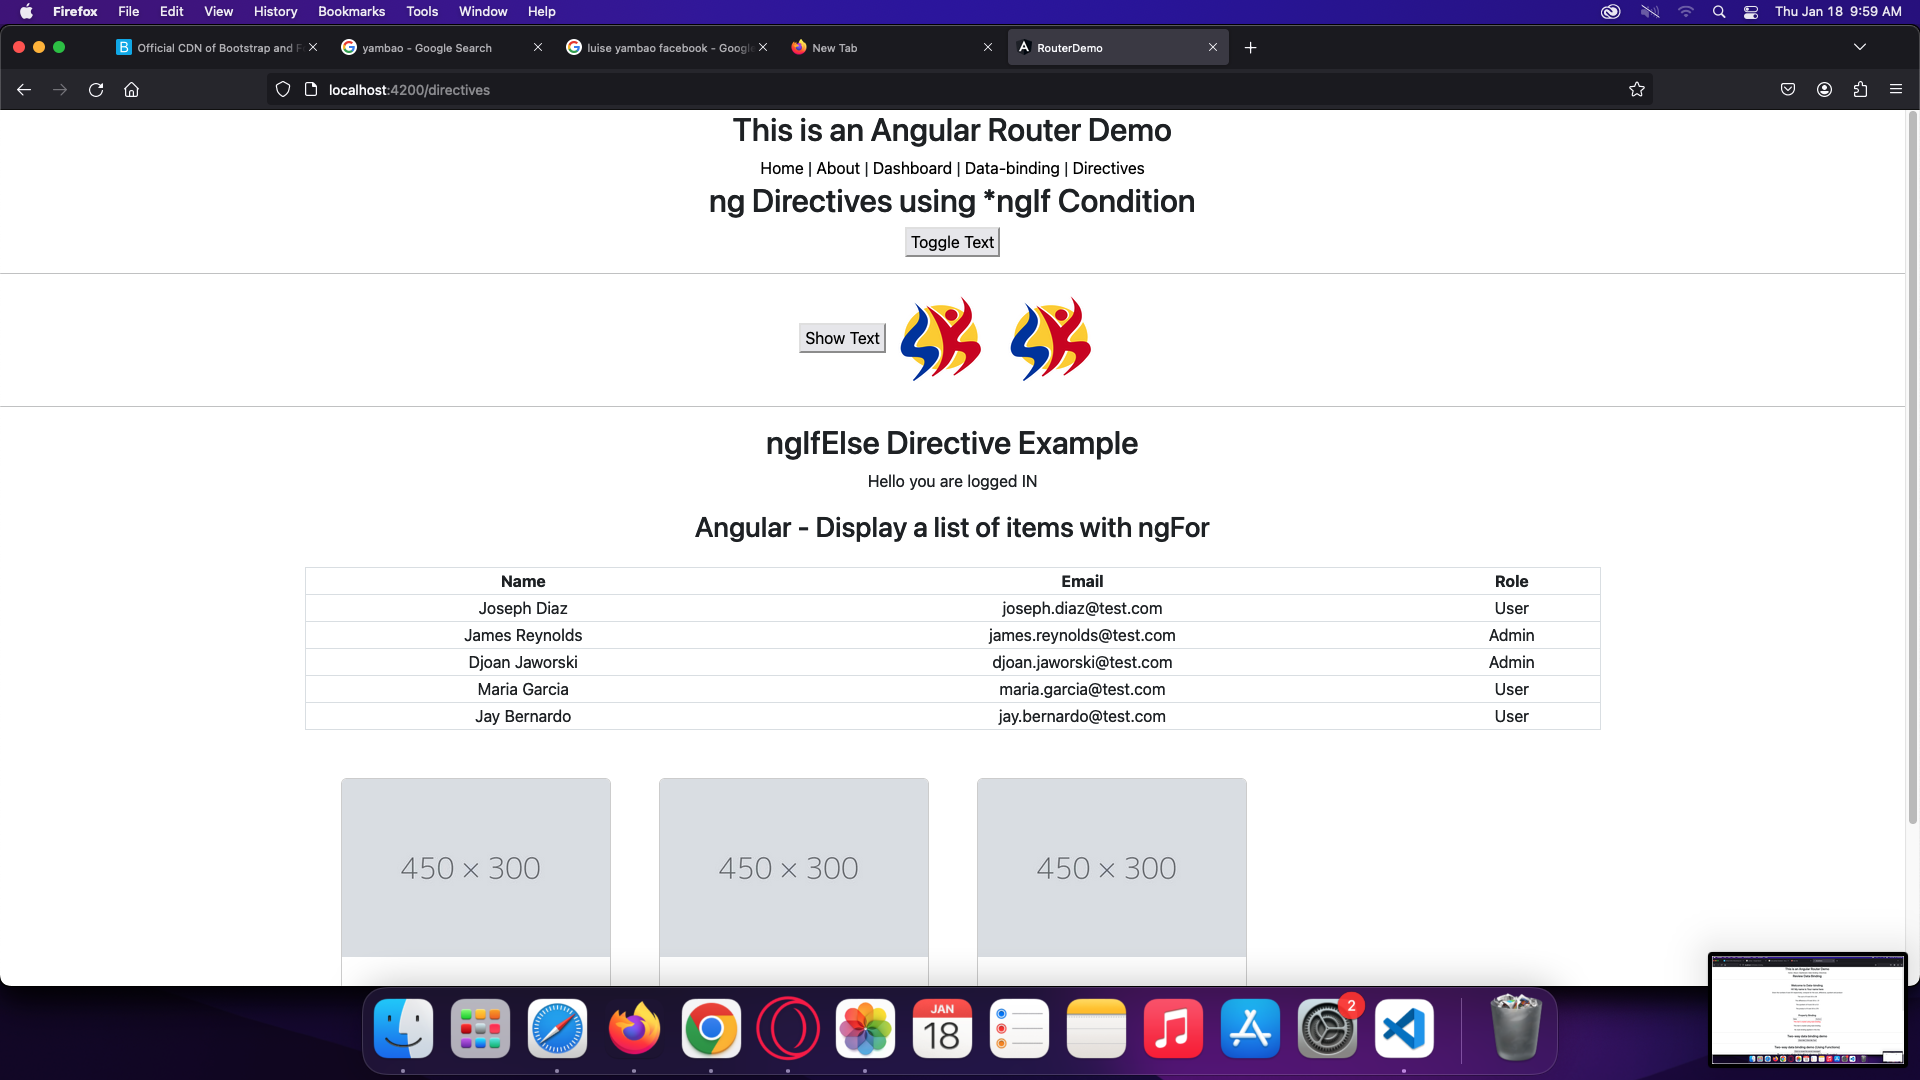 Firefox File Edit View History Bookmarks Tools Window Help Thu Jan 18 9:59 AM
Official CDN of Bootstrap and F yambao - Google Search luise yambao facebook - Google New Tab RouterDemo
localhost:4200/directives
This is an Angular Router Demo
Home | About | Dashboard | Data-binding | Directives
ng Directives using *ngIf Condition
Toggle Text
Show Text
ngIfElse Directive Example
Hello you are logged IN
Angular - Display a list of items with ngFor
Name Email Role
Joseph Diaz joseph.diaz@test.com User
James Reynolds james.reynolds@test.com Admin
Djoan Jaworski djoan.jaworski@test.com Admin
Maria Garcia maria.garcia@test.com User
Jay Bernardo jay.bernardo@test.com User
450 × 300 450 × 300 450 × 300
JAN
18
2